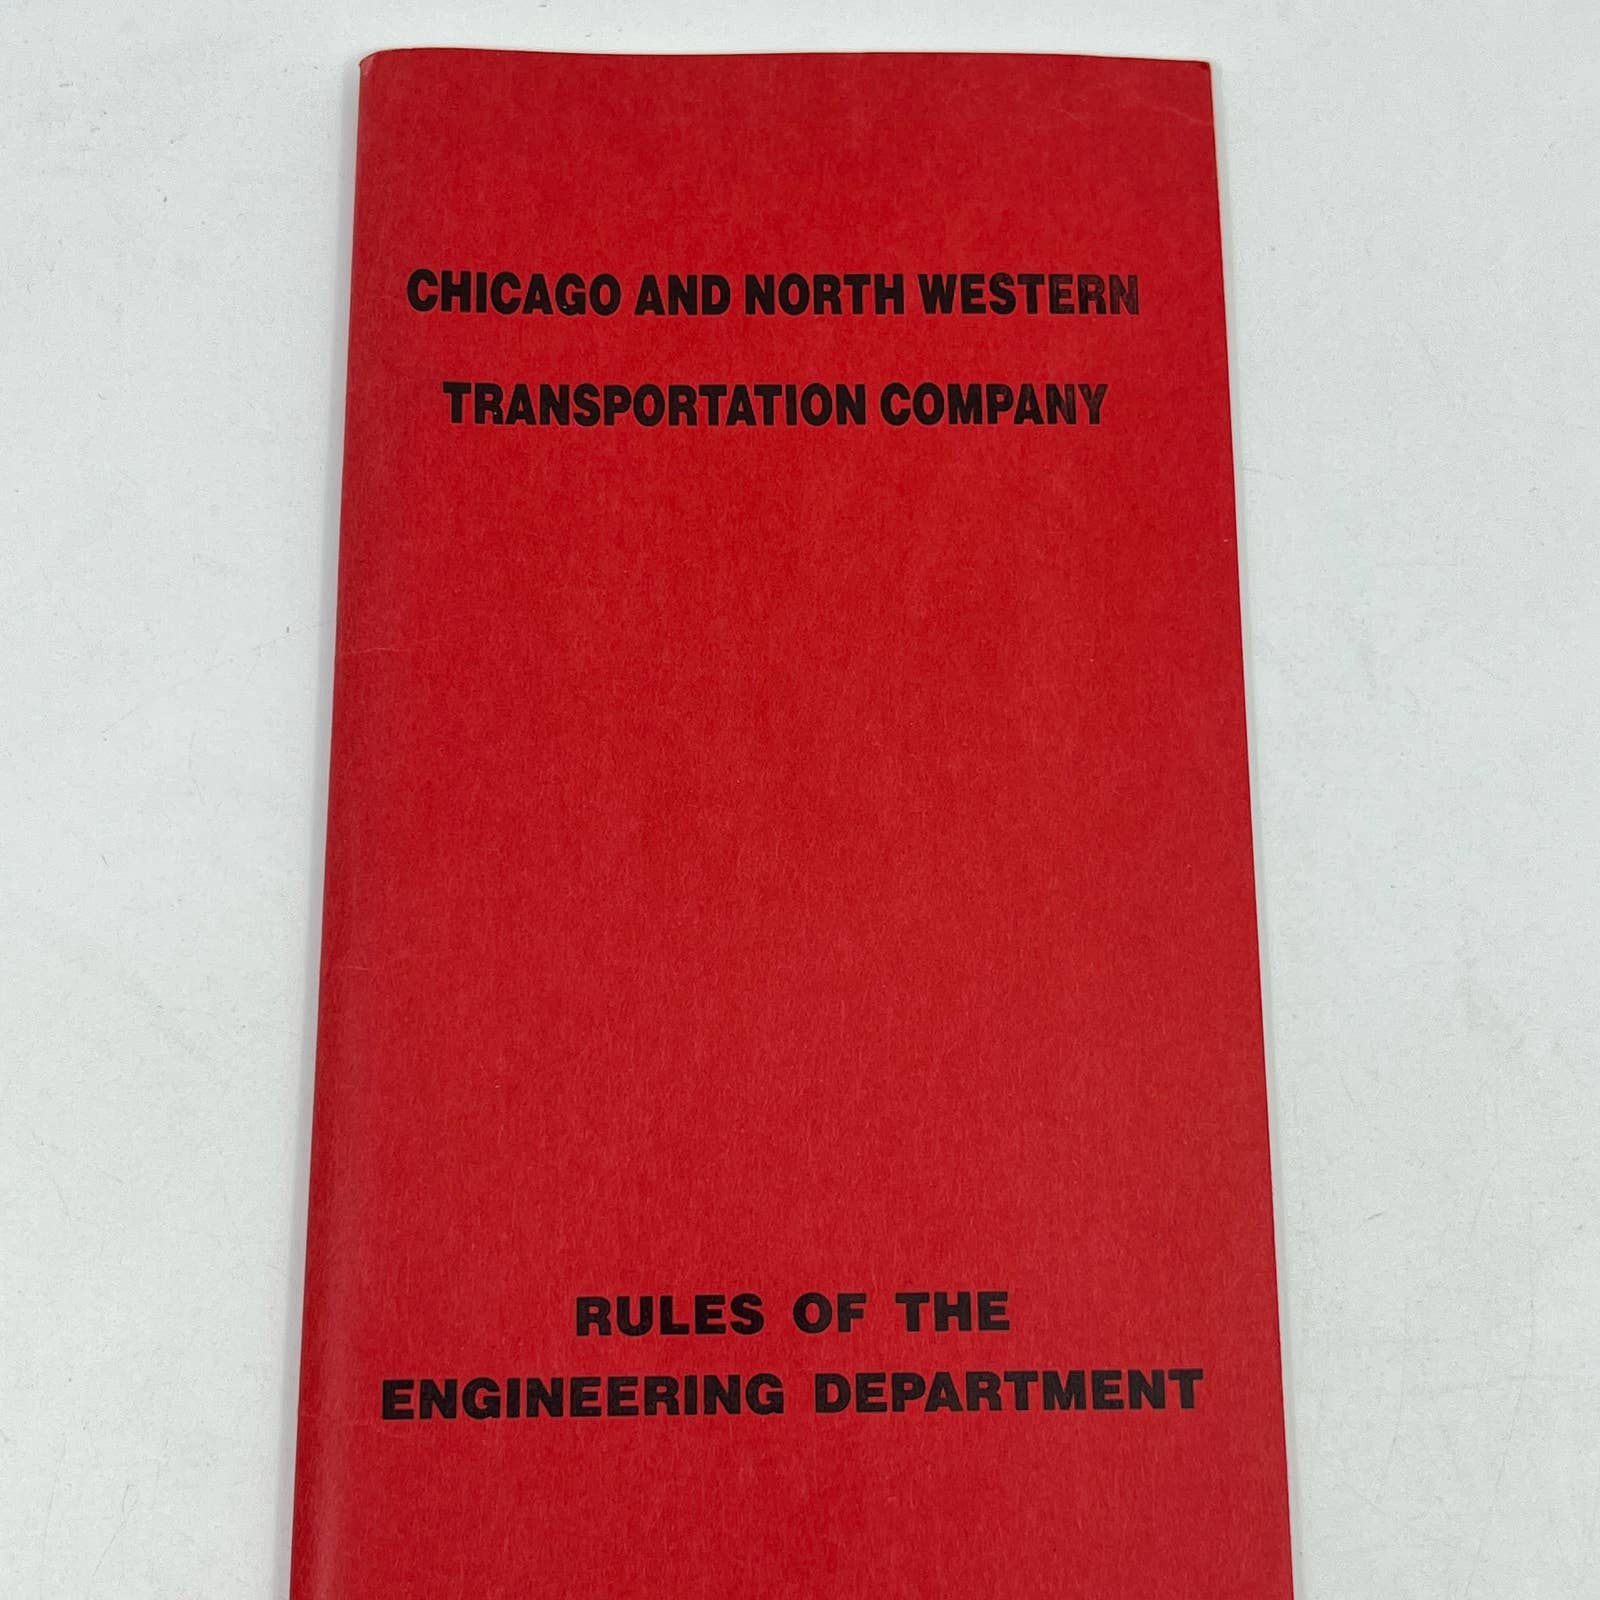 CHICAGO AND NORTH WESTERN
TRANSPORTATION COMPANY
RULES OF THE
ENGINEERING DEPARTMENT